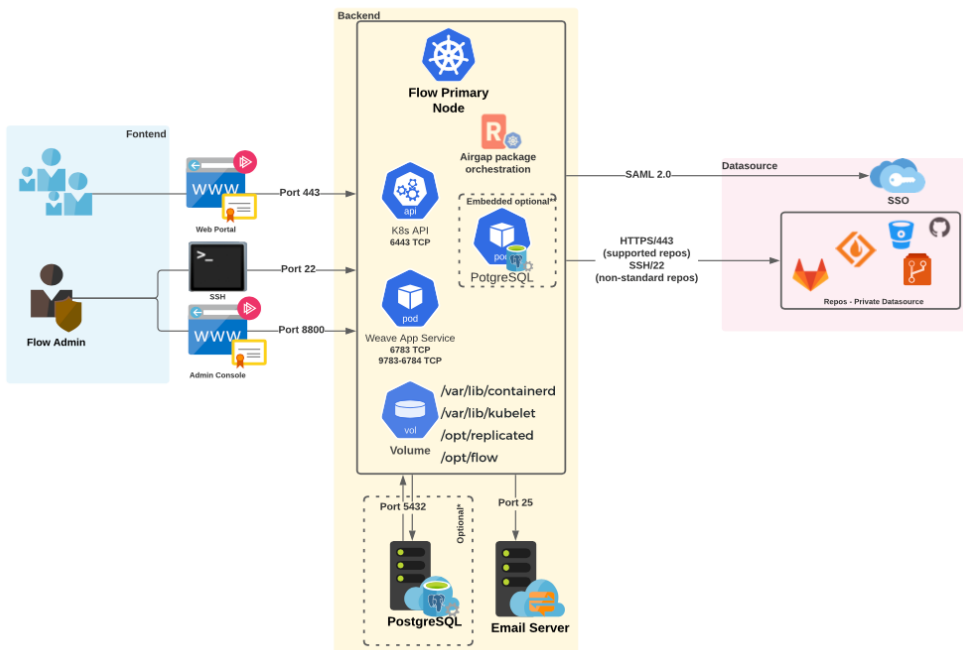 Backend
Flow Primary
Node
R
Airgap package
orchestration
Fontend
WWW
Web Portal
Port 443
api
K8s API
6443 TCP
Embedded optional**
pod
PotgreSQL
>_
SSH
Port 22
Flow Admin
WWW
Admin Console
Port 8800
pod
Weave App Service
6783 TCP
9783-6784 TCP
vol
Volume
/var/lib/containerd
/var/lib/kubelet
/opt/replicated
/opt/flow
SAML 2.0
Datasource
SSO
HTTPS/443
(supported repos)
SSH/22
(non-standard repos)
Repos - Private Datasource
Port 5432
Optional*
PostgreSQL
Port 25
Email Server